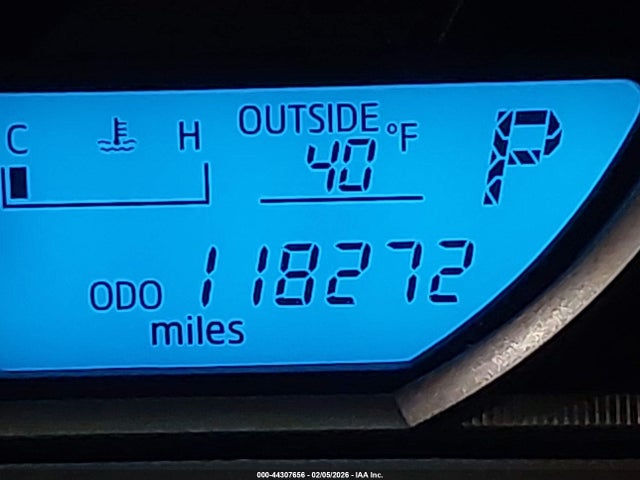 OUTSIDE
C H 40 °F P
ODO 118272
miles
000-44307656 - 02/05/2026 - IAA Inc.